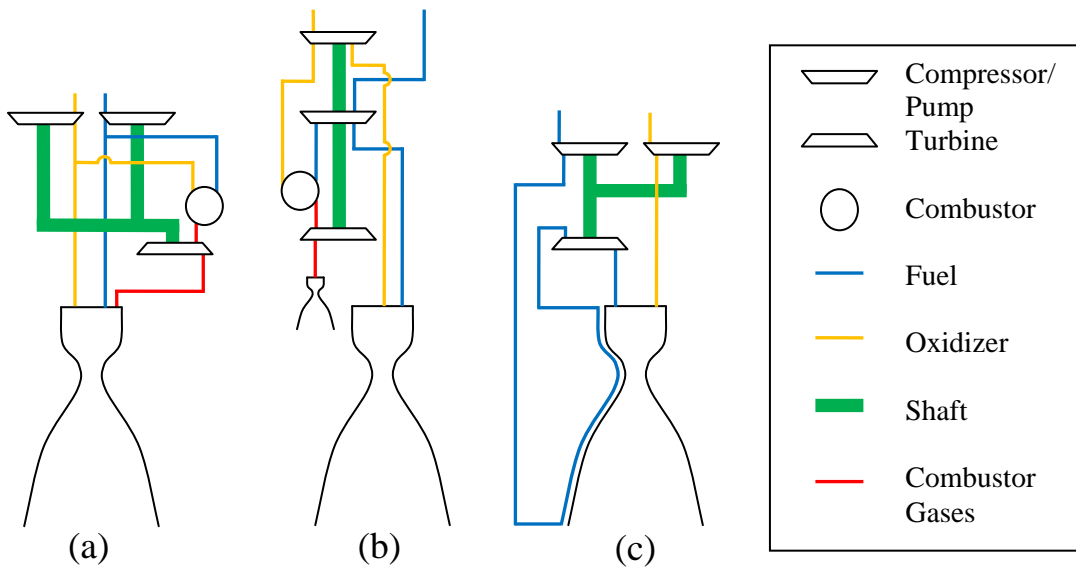 Compressor/
Pump
Turbine
Combustor
Fuel
Oxidizer
Shaft
Combustor
Gases
(a)
(b)
(c)